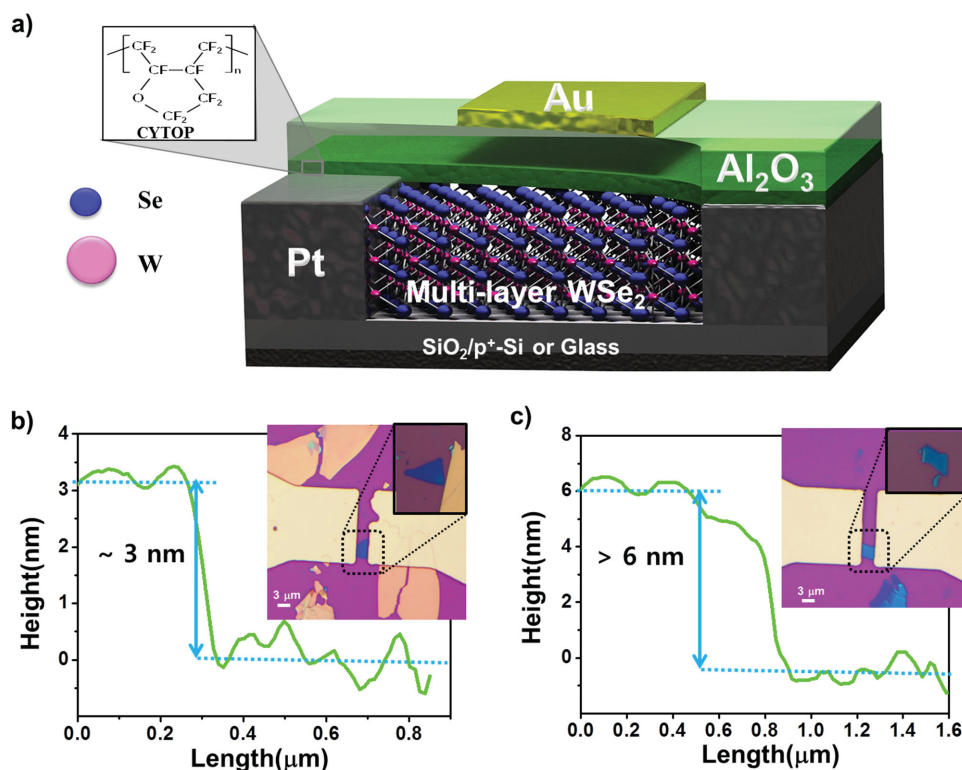 a)
CF₂ CF₂
CF CF n
O CF₂
CF₂
CYTOP
Se
W
Au
Al₂O₃
Pt
Multi-layer WSe₂
SiO₂/p⁺-Si or Glass
b)
Height(nm)
4
3
2
1
0
~ 3 nm
3 μm
0.0 0.2 0.4 0.6 0.8
Length(μm)
c)
Height(nm)
8
6
4
2
0
> 6 nm
3 μm
0.0 0.2 0.4 0.6 0.8 1.0 1.2 1.4 1.6
Length(μm)